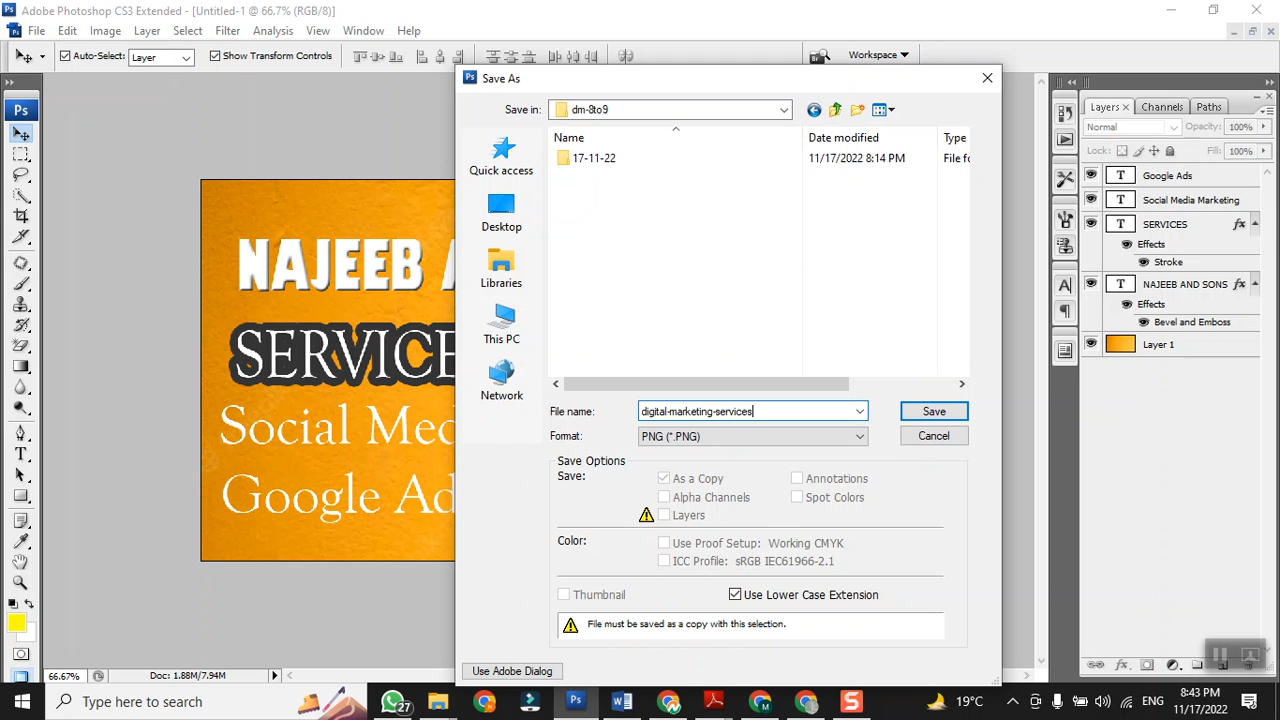 Adobe Photoshop CS3 Extended - [Untitled-1 @ 66.7% (RGB/8)]
File Edit Image Layer Select Filter Analysis View Window Help
Auto-Select: Layer Show Transform Controls Workspace
Save As
Save in: dm-8to9
Name Date modified Type
17-11-22 11/17/2022 8:14 PM File fo
Quick access
Desktop
Libraries
This PC
Network
File name: digital-marketing-services Save
Format: PNG (*.PNG) Cancel
Save Options
Save: As a Copy Annotations
Alpha Channels Spot Colors
Layers
Color: Use Proof Setup: Working CMYK
ICC Profile: sRGB IEC61966-2.1
Thumbnail Use Lower Case Extension
File must be saved as a copy with this selection.
Use Adobe Dialog
NAJEEB A
SERVICE
Social Med
Google Ad
Layers Channels Paths
Normal Opacity: 100%
Lock: Fill: 100%
Google Ads
Social Media Marketing
SERVICES fx
Effects
Stroke
NAJEEB AND SONS fx
Effects
Bevel and Emboss
Layer 1
66.67% Doc: 1.88M/7.94M
Type here to search 27 19°C ENG 8:43 PM
11/17/2022